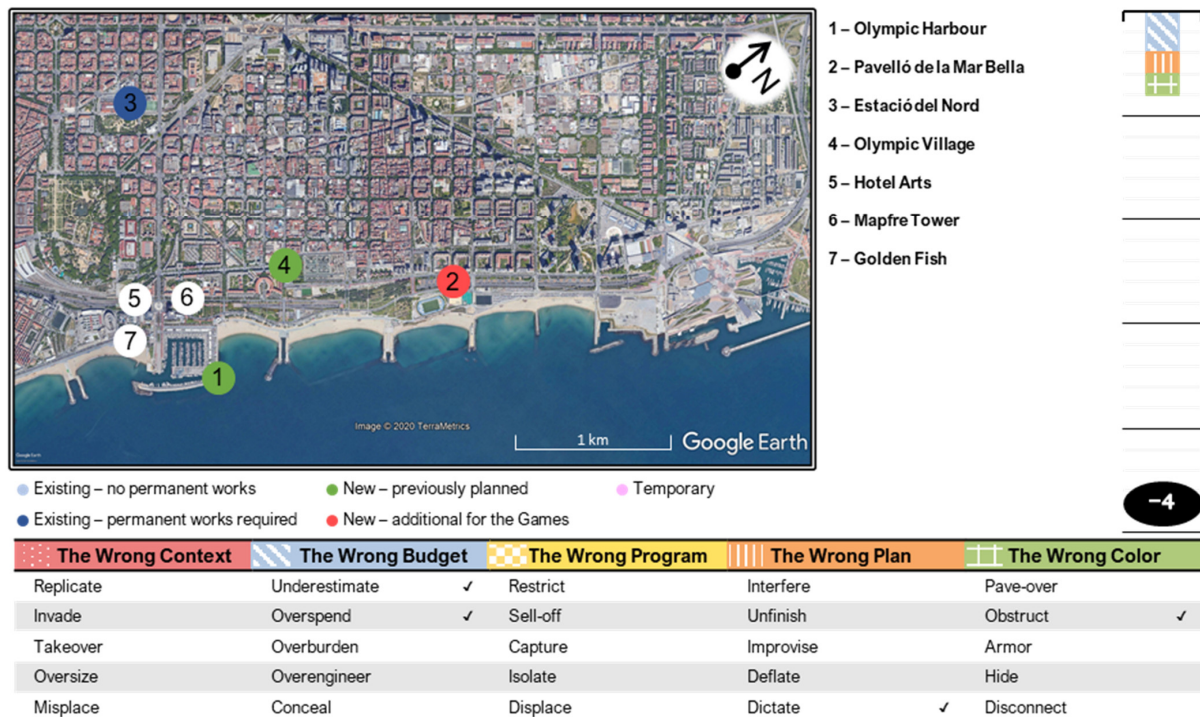 1 – Olympic Harbour
2 – Pavelló de la Mar Bella
3 – Estació del Nord
4 – Olympic Village
5 – Hotel Arts
6 – Mapfre Tower
7 – Golden Fish
3
N
4
2
5 6
7
1
Image © 2020 TerraMetrics
1 km
Google Earth
Google Earth
Existing – no permanent works New – previously planned Temporary
Existing – permanent works required New – additional for the Games
−4
The Wrong Context The Wrong Budget The Wrong Program The Wrong Plan The Wrong Color
Replicate Underestimate ✓ Restrict Interfere Pave-over
Invade Overspend ✓ Sell-off Unfinish Obstruct ✓
Takeover Overburden Capture Improvise Armor
Oversize Overengineer Isolate Deflate Hide
Misplace Conceal Displace Dictate ✓ Disconnect